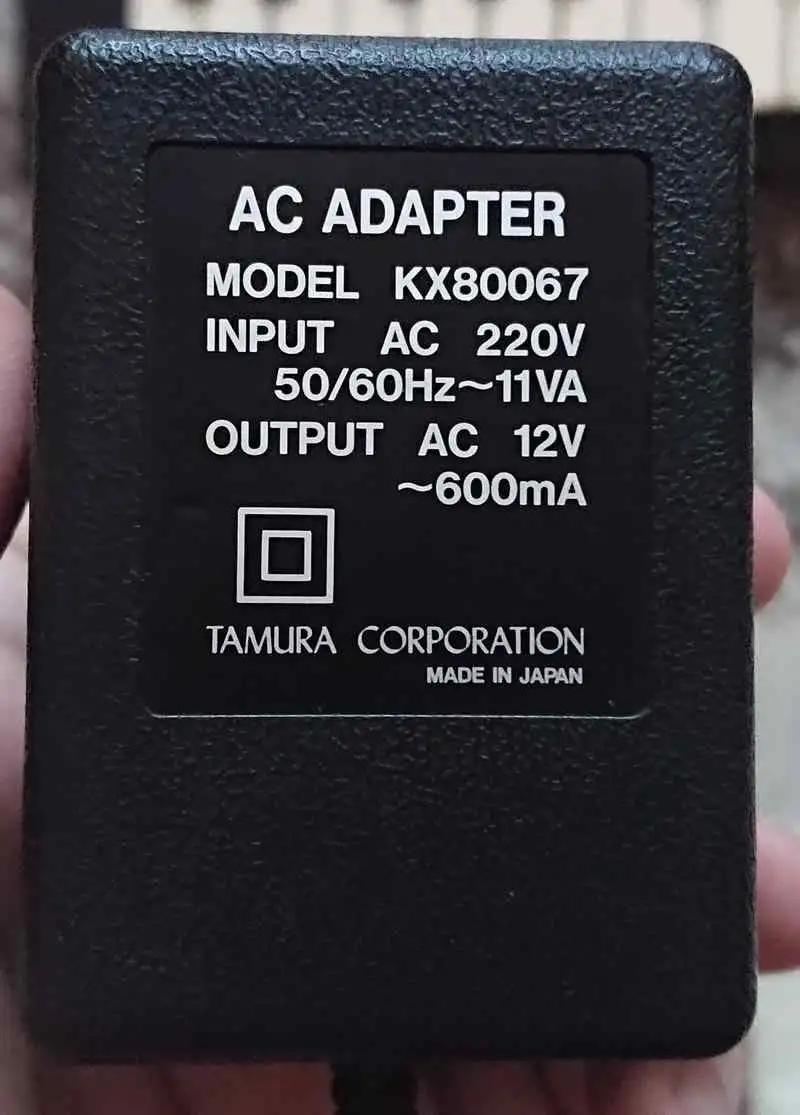 AC ADAPTER
MODEL KX80067
INPUT AC 220V
50/60Hz~11VA
OUTPUT AC 12V
~600mA
TAMURA CORPORATION
MADE IN JAPAN